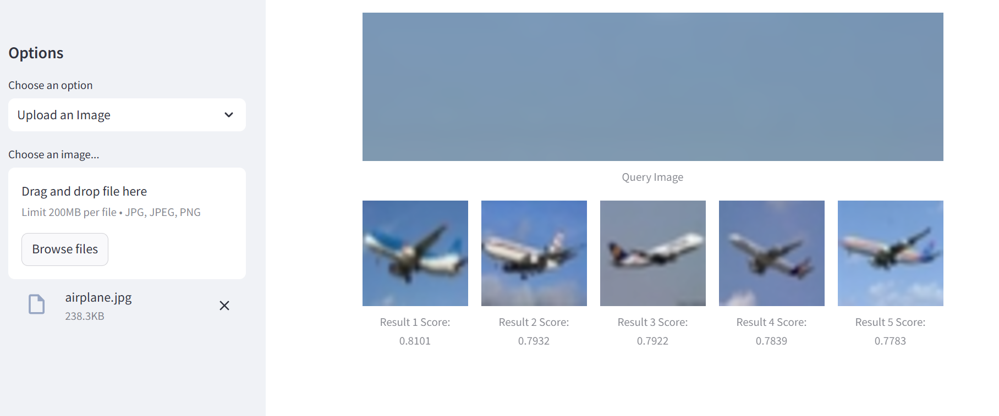 Options
Choose an option
Upload an Image
Choose an image...
Drag and drop file here
Limit 200MB per file • JPG, JPEG, PNG
Browse files
airplane.jpg
238.3KB
Query Image
Result 1 Score:
0.8101
Result 2 Score:
0.7932
Result 3 Score:
0.7922
Result 4 Score:
0.7839
Result 5 Score:
0.7783